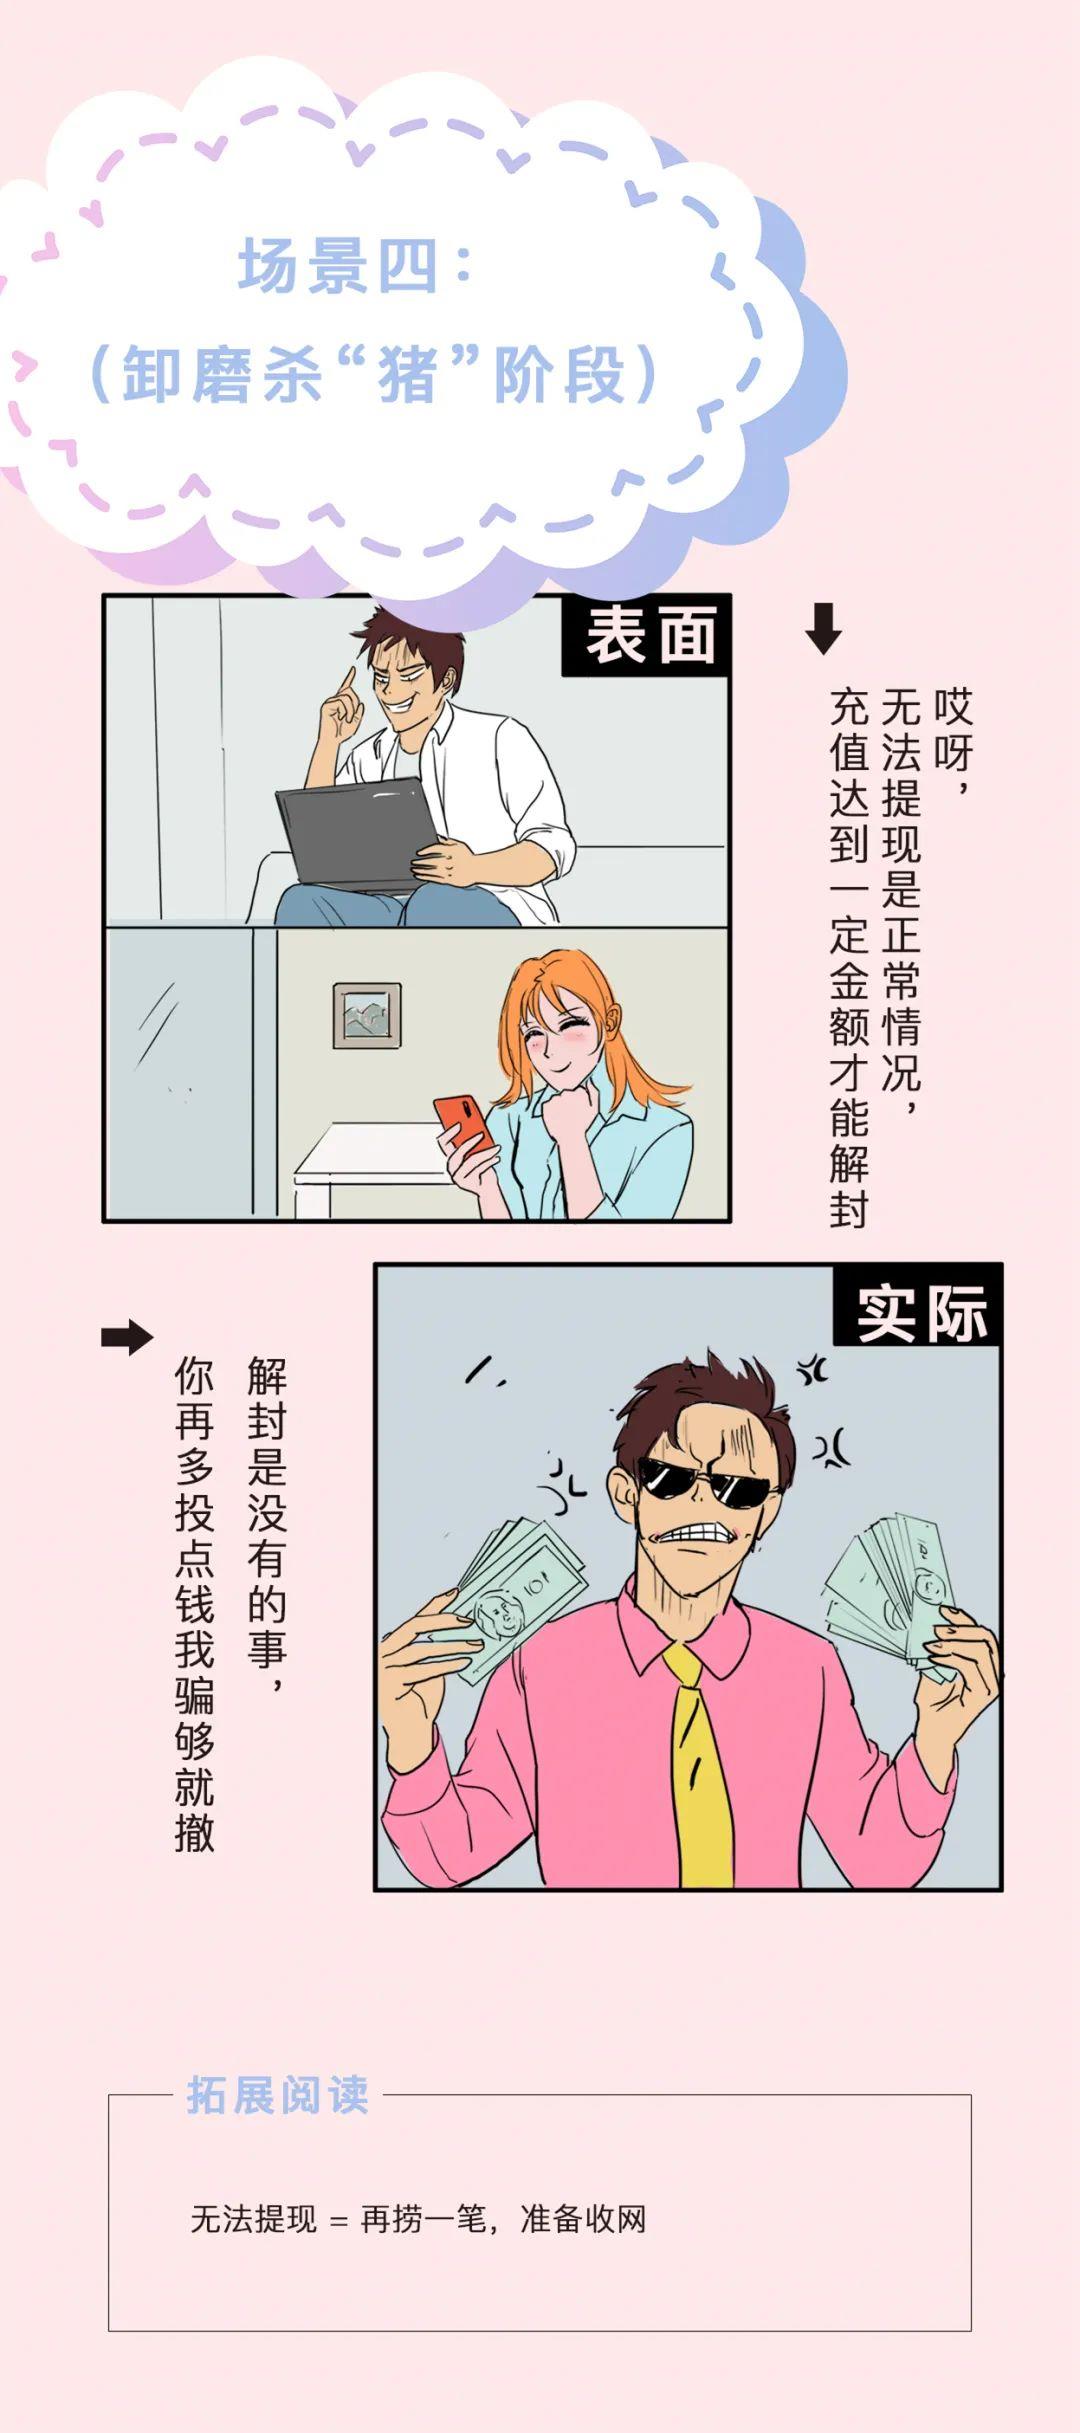 场景四：
（卸磨杀“猪”阶段）
表面
哎呀，
无法提现是正常情况，
充值达到一定金额才能解封
实际
解封是没有的事，
你再多投点钱我骗够就撤
拓展阅读
无法提现 = 再捞一笔，准备收网